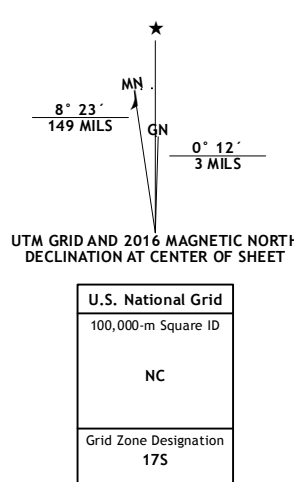 ★
MN
8° 23´
149 MILS
GN
0° 12´
3 MILS
UTM GRID AND 2016 MAGNETIC NORTH
DECLINATION AT CENTER OF SHEET
U.S. National Grid
100,000-m Square ID
NC
Grid Zone Designation
17S